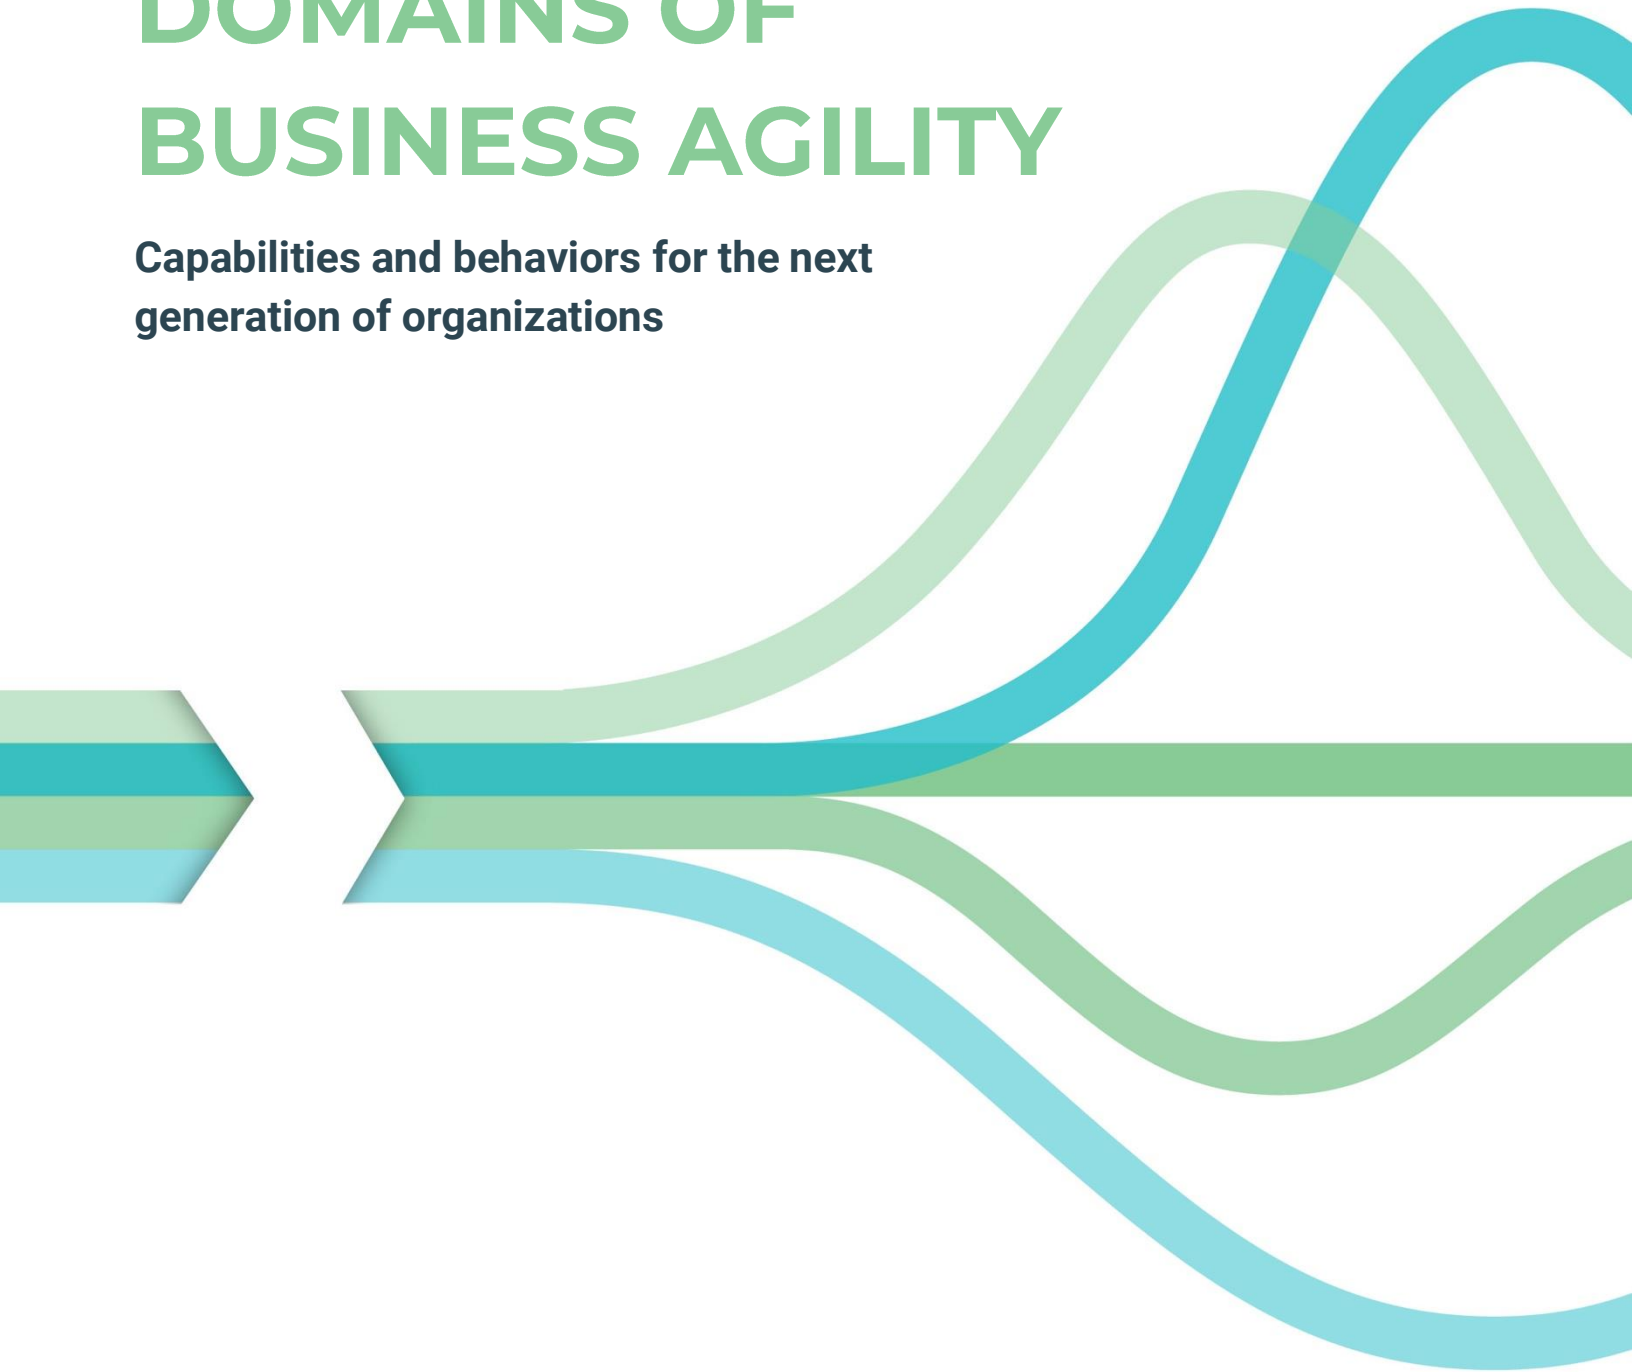 DOMAINS OF
BUSINESS AGILITY
Capabilities and behaviors for the next
generation of organizations